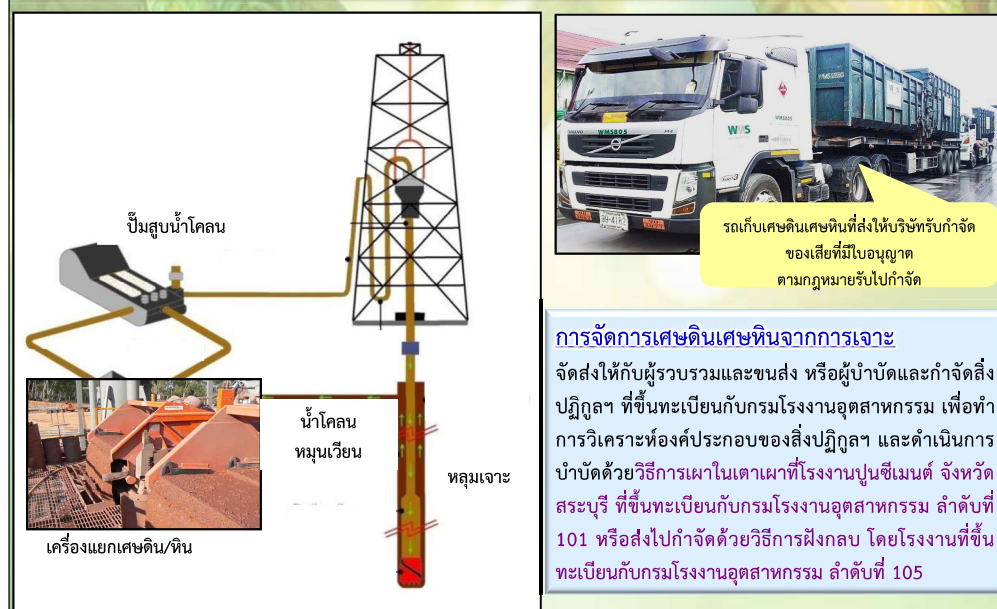 ปั๊มสูบน้ำโคลน
น้ำโคลน
หมุนเวียน
หลุมเจาะ
เครื่องแยกเศษดิน/หิน
VOLVO
WMS805
WMS
รถเก็บเศษดินเศษหินที่ส่งให้บริษัทรับกำจัด
ของเสียที่มีใบอนุญาต
ตามกฎหมายรับไปกำจัด
การจัดการเศษดินเศษหินจากการเจาะ
จัดส่งให้กับผู้รวบรวมและขนส่ง หรือผู้บำบัดและกำจัดสิ่ง
ปฏิกูลฯ ที่ขึ้นทะเบียนกับกรมโรงงานอุตสาหกรรม เพื่อทำ
การวิเคราะห์องค์ประกอบของสิ่งปฏิกูลฯ และดำเนินการ
บำบัดด้วยวิธีการเผาในเตาเผาที่โรงงานปูนซีเมนต์ จังหวัด
สระบุรี ที่ขึ้นทะเบียนกับกรมโรงงานอุตสาหกรรม ลำดับที่
101 หรือส่งไปกำจัดด้วยวิธีการฝังกลบ โดยโรงงานที่ขึ้น
ทะเบียนกับกรมโรงงานอุตสาหกรรม ลำดับที่ 105